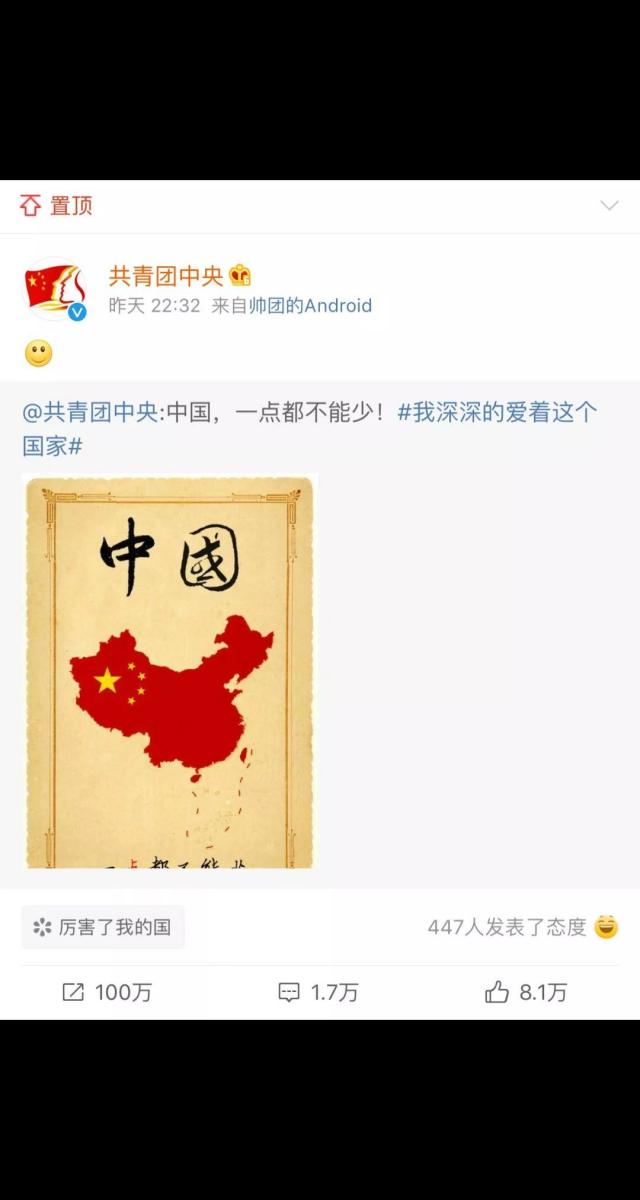 置顶
共青团中央
昨天 22:32 来自帅团的Android
@共青团中央:中国，一点都不能少！#我深深的爱着这个
国家#
中國
厉害了我的国
447人发表了态度
100万
1.7万
8.1万